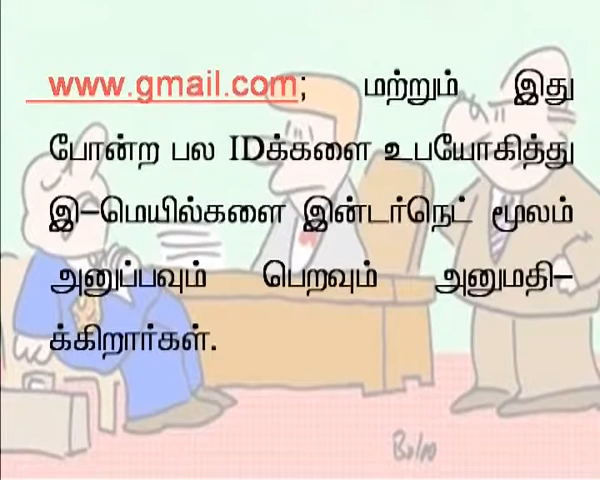 www.gmail.com; மற்றும் இது
போன்ற பல IDக்களை உபயோகித்து
இ–மெயில்களை இன்டர்நெட் மூலம்
அனுப்பவும் பெறவும் அனுமதி–
க்கிறார்கள்.